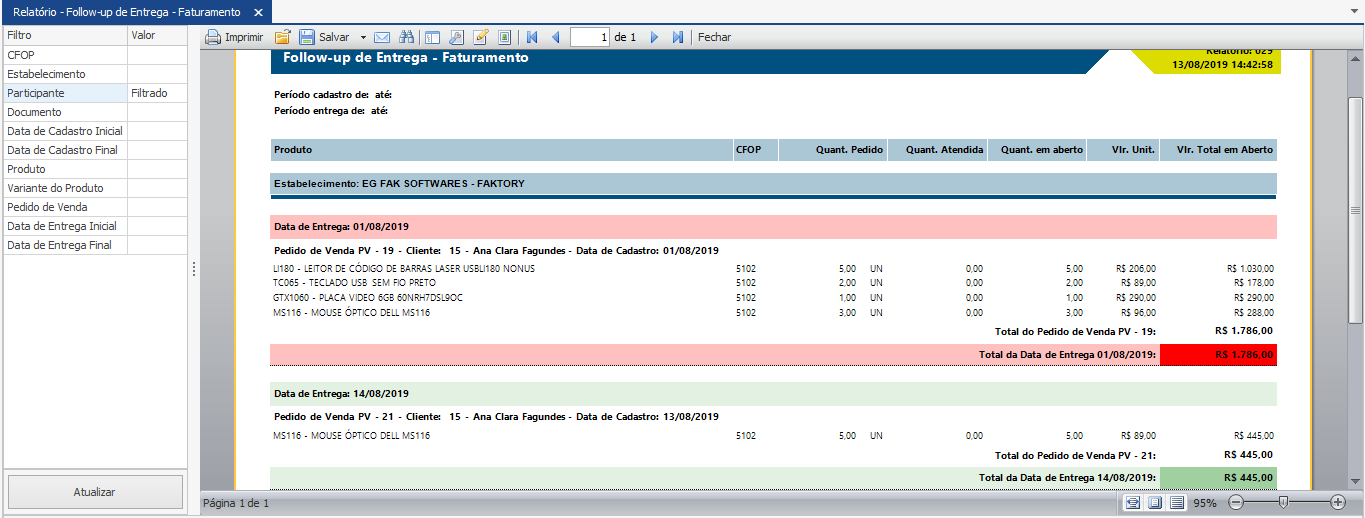 Relatório - Follow-up de Entrega - Faturamento ×
Filtro Valor
CFOP
Estabelecimento
Participante Filtrado
Documento
Data de Cadastro Inicial
Data de Cadastro Final
Produto
Variante do Produto
Pedido de Venda
Data de Entrega Inicial
Data de Entrega Final
Atualizar
Imprimir Salvar 1 de 1 Fechar
Follow-up de Entrega - Faturamento
Relatório: 029
13/08/2019 14:42:58
Período cadastro de: até:
Período entrega de: até:
Produto CFOP Quant. Pedido Quant. Atendida Quant. em aberto Vlr. Unit. Vlr. Total em Aberto
Estabelecimento: EG FAK SOFTWARES - FAKTORY
Data de Entrega: 01/08/2019
Pedido de Venda PV - 19 - Cliente: 15 - Ana Clara Fagundes - Data de Cadastro: 01/08/2019
LI180 - LEITOR DE CÓDIGO DE BARRAS LASER USBLI180 NONUS 5102 5,00 UN 0,00 5,00 R$ 206,00 R$ 1.030,00
TC065 - TECLADO USB SEM FIO PRETO 5102 2,00 UN 0,00 2,00 R$ 89,00 R$ 178,00
GTX1060 - PLACA VIDEO 6GB 60NRH7DSL9OC 5102 1,00 UN 0,00 1,00 R$ 290,00 R$ 290,00
MS116 - MOUSE ÓPTICO DELL MS116 5102 3,00 UN 0,00 3,00 R$ 96,00 R$ 288,00
Total do Pedido de Venda PV - 19: R$ 1.786,00
Total da Data de Entrega 01/08/2019: R$ 1.786,00
Data de Entrega: 14/08/2019
Pedido de Venda PV - 21 - Cliente: 15 - Ana Clara Fagundes - Data de Cadastro: 13/08/2019
MS116 - MOUSE ÓPTICO DELL MS116 5102 5,00 UN 0,00 5,00 R$ 89,00 R$ 445,00
Total do Pedido de Venda PV - 21: R$ 445,00
Total da Data de Entrega 14/08/2019: R$ 445,00
Página 1 de 1 95%